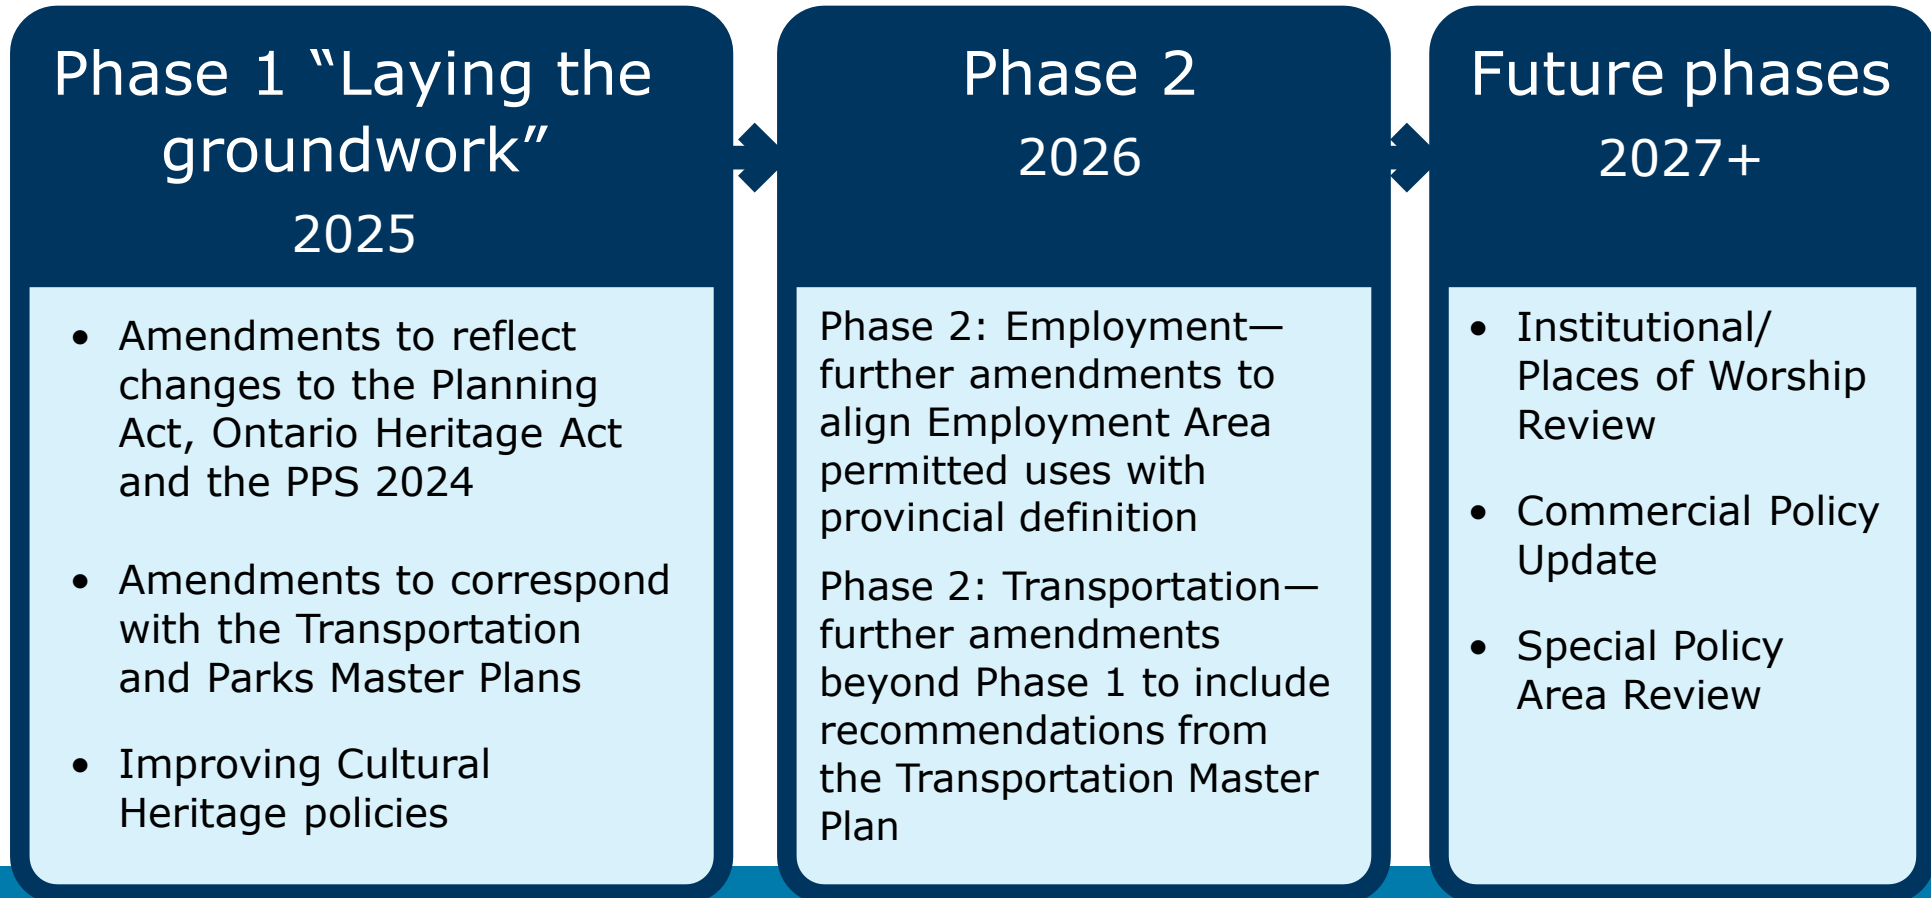 Phase 1 “Laying the
groundwork”
2025
• Amendments to reflect
changes to the Planning
Act, Ontario Heritage Act
and the PPS 2024
• Amendments to correspond
with the Transportation
and Parks Master Plans
• Improving Cultural
Heritage policies
Phase 2
2026
Phase 2: Employment—
further amendments to
align Employment Area
permitted uses with
provincial definition
Phase 2: Transportation—
further amendments
beyond Phase 1 to include
recommendations from
the Transportation Master
Plan
Future phases
2027+
• Institutional/
Places of Worship
Review
• Commercial Policy
Update
• Special Policy
Area Review